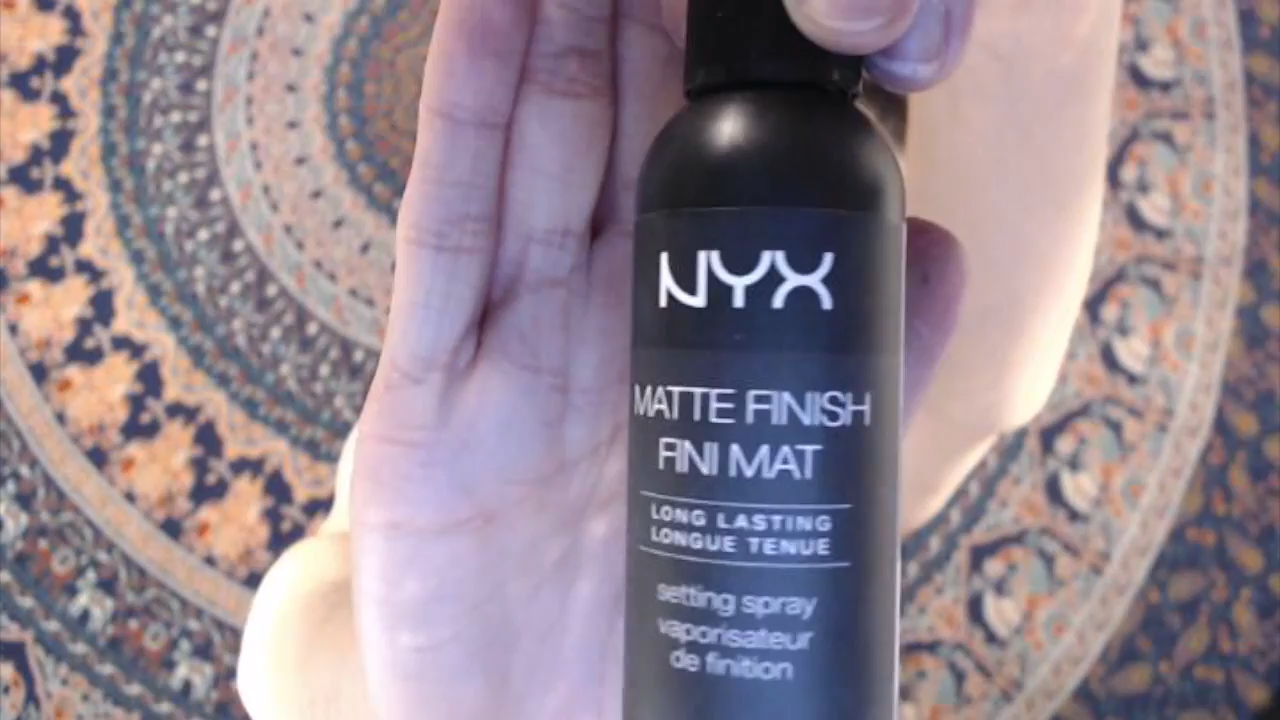 NYX
MATTE FINISH
FINI MAT
LONG LASTING
LONGUE TENUE
setting spray
vaporisateur
de finition